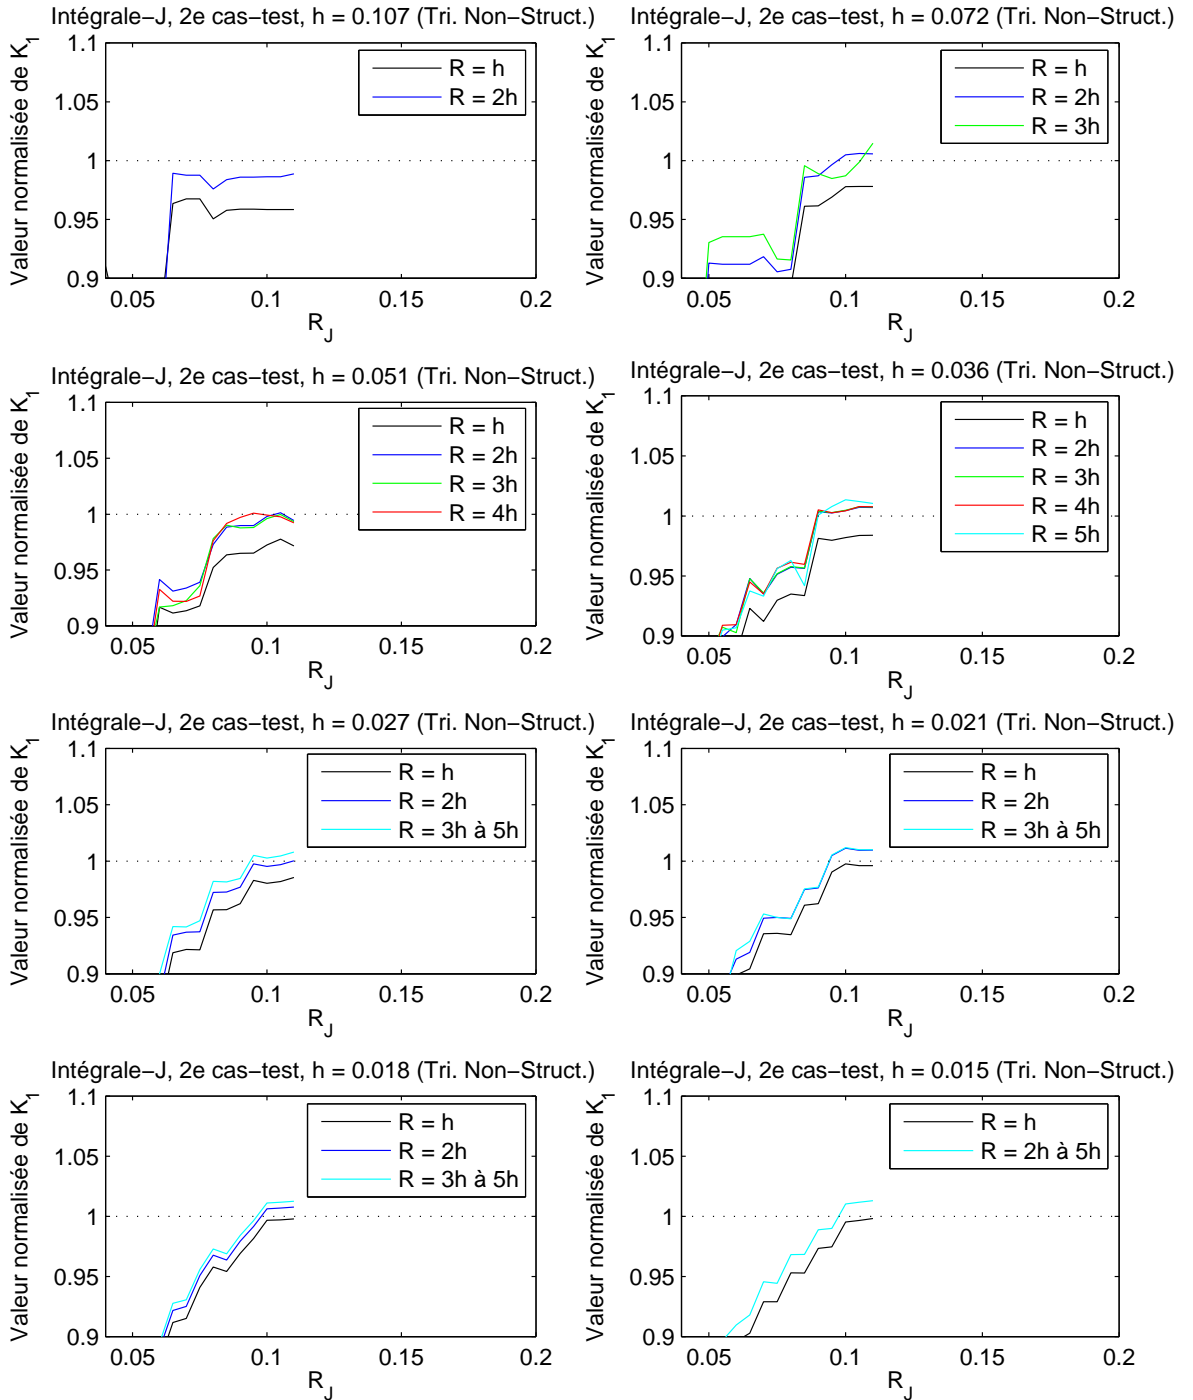 Intégrale−J, 2e cas−test, h = 0.107 (Tri. Non−Struct.)
Valeur normalisée de K1
1.1
1.05
1
0.95
0.9
0.05
0.1
0.15
0.2
R_J
R = h
R = 2h
Intégrale−J, 2e cas−test, h = 0.072 (Tri. Non−Struct.)
Valeur normalisée de K1
1.1
1.05
1
0.95
0.9
0.05
0.1
0.15
0.2
R_J
R = h
R = 2h
R = 3h
Intégrale−J, 2e cas−test, h = 0.051 (Tri. Non−Struct.)
Valeur normalisée de K1
1.1
1.05
1
0.95
0.9
0.05
0.1
0.15
0.2
R_J
R = h
R = 2h
R = 3h
R = 4h
Intégrale−J, 2e cas−test, h = 0.036 (Tri. Non−Struct.)
Valeur normalisée de K1
1.1
1.05
1
0.95
0.9
0.05
0.1
0.15
0.2
R_J
R = h
R = 2h
R = 3h
R = 4h
R = 5h
Intégrale−J, 2e cas−test, h = 0.027 (Tri. Non−Struct.)
Valeur normalisée de K1
1.1
1.05
1
0.95
0.9
0.05
0.1
0.15
0.2
R_J
R = h
R = 2h
R = 3h à 5h
Intégrale−J, 2e cas−test, h = 0.021 (Tri. Non−Struct.)
Valeur normalisée de K1
1.1
1.05
1
0.95
0.9
0.05
0.1
0.15
0.2
R_J
R = h
R = 2h
R = 3h à 5h
Intégrale−J, 2e cas−test, h = 0.018 (Tri. Non−Struct.)
Valeur normalisée de K1
1.1
1.05
1
0.95
0.9
0.05
0.1
0.15
0.2
R_J
R = h
R = 2h
R = 3h à 5h
Intégrale−J, 2e cas−test, h = 0.015 (Tri. Non−Struct.)
Valeur normalisée de K1
1.1
1.05
1
0.95
0.9
0.05
0.1
0.15
0.2
R_J
R = h
R = 2h à 5h